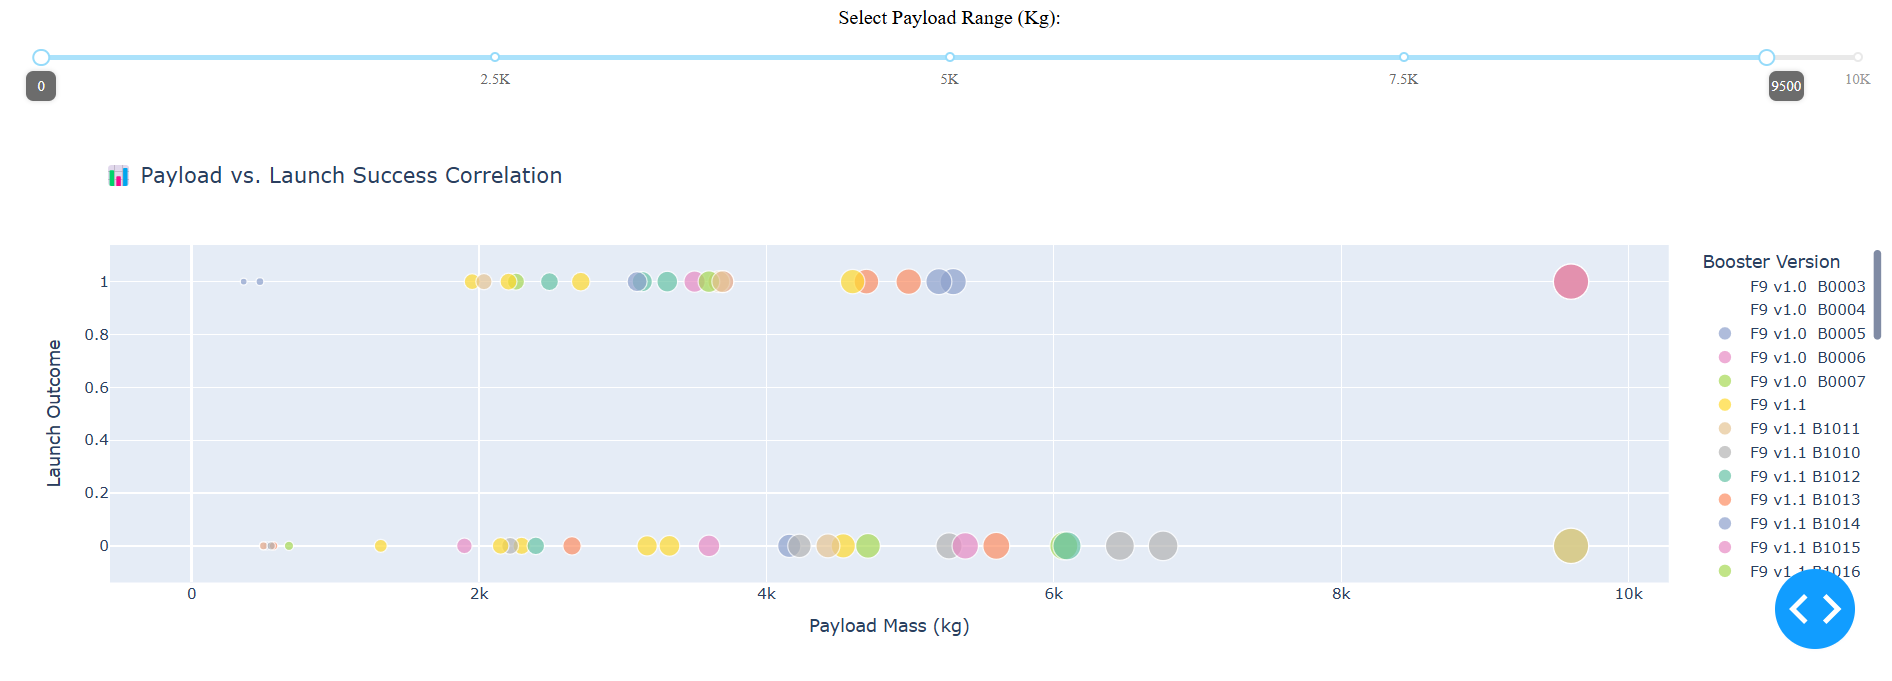 Select Payload Range (Kg):
0
2.5K
5K
7.5K
9500
10K
Payload vs. Launch Success Correlation
Launch Outcome
1
0.8
0.6
0.4
0.2
0
0
2k
4k
6k
8k
10k
Payload Mass (kg)
Booster Version
F9 v1.0  B0003
F9 v1.0  B0004
F9 v1.0  B0005
F9 v1.0  B0006
F9 v1.0  B0007
F9 v1.1
F9 v1.1 B1011
F9 v1.1 B1010
F9 v1.1 B1012
F9 v1.1 B1013
F9 v1.1 B1014
F9 v1.1 B1015
F9 v1.1 B1016